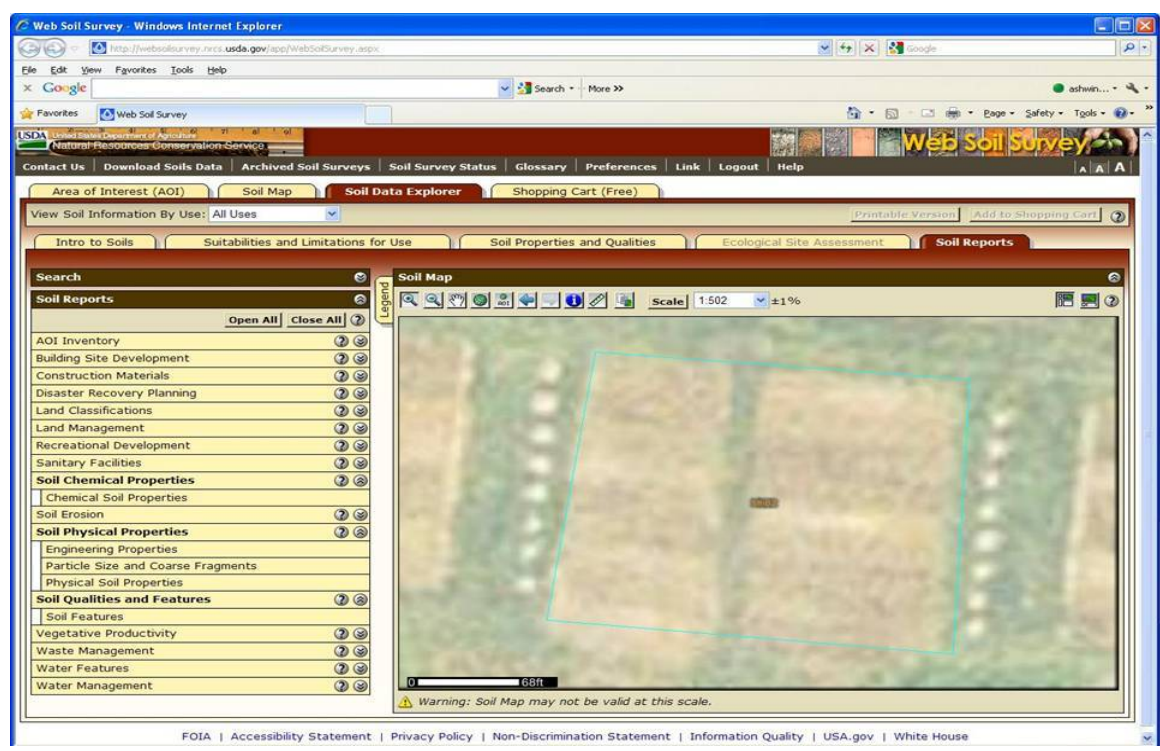 Web Soil Survey - Windows Internet Explorer
http://websoilsurvey.nrcs.usda.gov/app/WebSoilSurvey.aspx
Google
File Edit View Favorites Tools Help
Google Search More >> ashwin...
Favorites Web Soil Survey Page Safety Tools
USDA United States Department of Agriculture
Natural Resources Conservation Service
Web Soil Survey
Contact Us | Download Soils Data | Archived Soil Surveys | Soil Survey Status | Glossary | Preferences | Link | Logout | Help A A A
Area of Interest (AOI) Soil Map Soil Data Explorer Shopping Cart (Free)
View Soil Information By Use: All Uses Printable Version Add to Shopping Cart
Intro to Soils Suitabilities and Limitations for Use Soil Properties and Qualities Ecological Site Assessment Soil Reports
Search
Soil Reports
Open All Close All
AOI Inventory
Building Site Development
Construction Materials
Disaster Recovery Planning
Land Classifications
Land Management
Recreational Development
Sanitary Facilities
Soil Chemical Properties
Chemical Soil Properties
Soil Erosion
Soil Physical Properties
Engineering Properties
Particle Size and Coarse Fragments
Physical Soil Properties
Soil Qualities and Features
Soil Features
Vegetative Productivity
Waste Management
Water Features
Water Management
Legend
Soil Map
AOI Scale 1:502 ±1%
0 68ft
Warning: Soil Map may not be valid at this scale.
FOIA | Accessibility Statement | Privacy Policy | Non-Discrimination Statement | Information Quality | USA.gov | White House